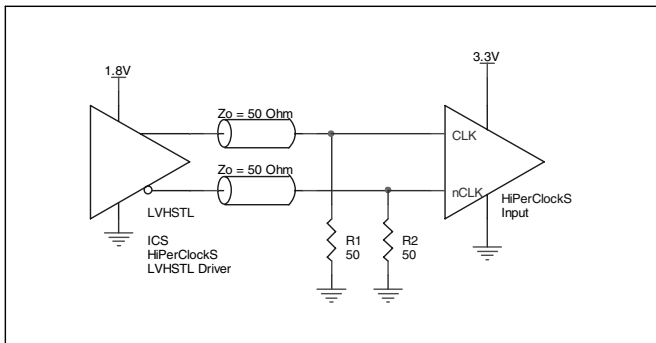 1.8V
3.3V
Zo = 50 Ohm
CLK
Zo = 50 Ohm
nCLK
LVHSTL
HiPerClockS
Input
ICS
HiPerClockS
LVHSTL Driver
R1
50
R2
50